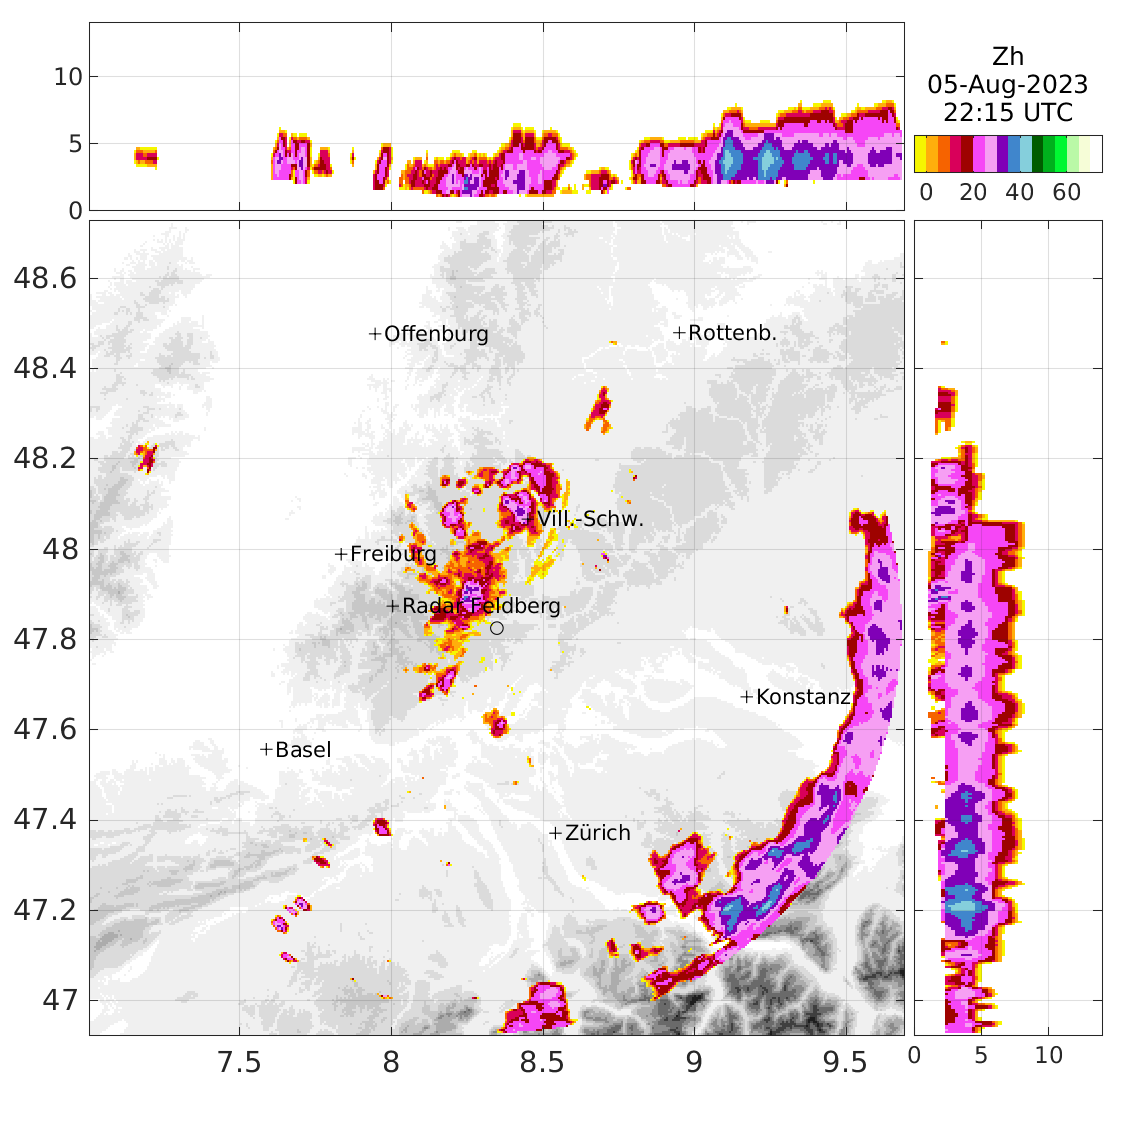 Zh
05-Aug-2023
22:15 UTC
0 20 40 60
10
5
0
48.6
48.4
48.2
48
47.8
47.6
47.4
47.2
47
+Offenburg
+Rottenb.
+Vill.-Schw.
+Freiburg
+Radar Feldberg
+Konstanz
+Basel
+Zürich
7.5 8 8.5 9 9.5
0 5 10